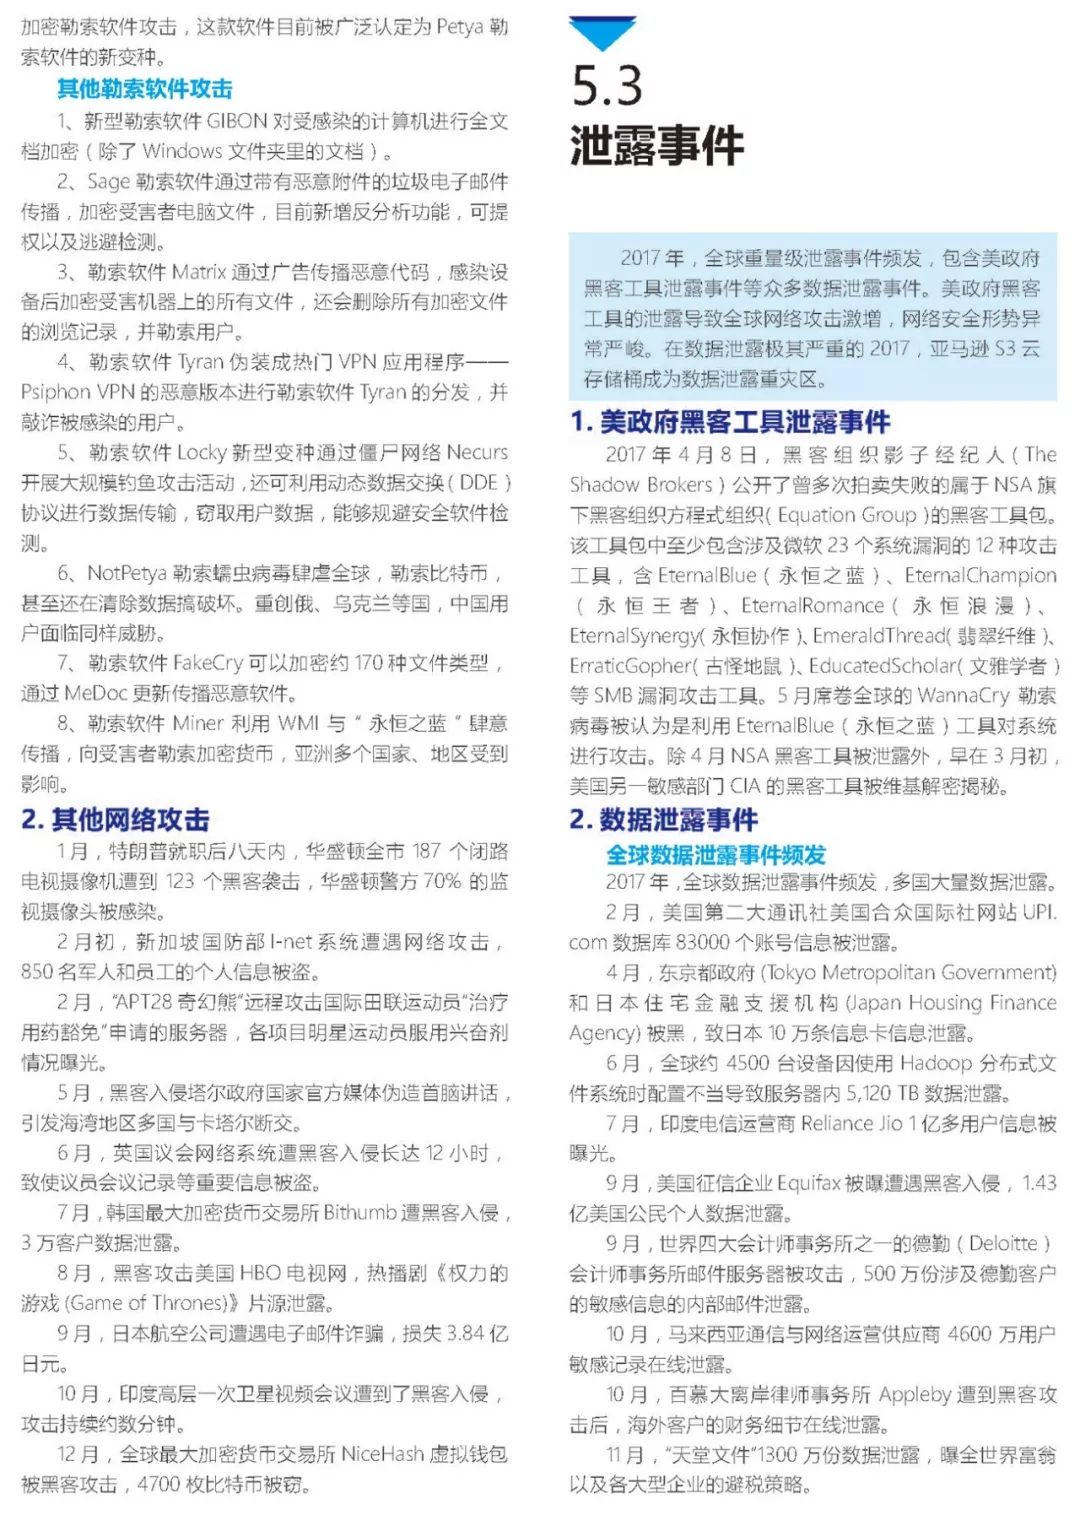 加密勒索软件攻击，这款软件目前被广泛认定为 Petya 勒
索软件的新变种。
其他勒索软件攻击
1、新型勒索软件 GIBON 对受感染的计算机进行全文
档加密（除了 Windows 文件夹里的文档）。
2、Sage 勒索软件通过带有恶意附件的垃圾电子邮件
传播，加密受害者电脑文件，目前新增反分析功能，可提
权以及逃避检测。
3、勒索软件 Matrix 通过广告传播恶意代码，感染设
备后加密受害机器上的所有文件，还会删除所有加密文件
的浏览记录，并勒索用户。
4、勒索软件 Tyran 伪装成热门 VPN 应用程序——
Psiphon VPN 的恶意版本进行勒索软件 Tyran 的分发，并
敲诈被感染的用户。
5、勒索软件 Locky 新型变种通过僵尸网络 Necurs
开展大规模钓鱼攻击活动，还可利用动态数据交换（DDE）
协议进行数据传输，窃取用户数据，能够规避安全软件检
测。
6、NotPetya 勒索蠕虫病毒肆虐全球，勒索比特币，
甚至还在清除数据搞破坏。重创俄、乌克兰等国，中国用
户面临同样威胁。
7、勒索软件 FakeCry 可以加密约 170 种文件类型，
通过 MeDoc 更新传播恶意软件。
8、勒索软件 Miner 利用 WMI 与 “ 永恒之蓝 ” 肆意
传播，向受害者勒索加密货币，亚洲多个国家、地区受到
影响。
2. 其他网络攻击
1 月，特朗普就职后八天内，华盛顿全市 187 个闭路
电视摄像机遭到 123 个黑客袭击，华盛顿警方 70% 的监
视摄像头被感染。
2 月初，新加坡国防部 I-net 系统遭遇网络攻击，
850 名军人和员工的个人信息被盗。
2 月，“APT28 奇幻熊”远程攻击国际田联运动员“治疗
用药豁免”申请的服务器，各项目明星运动员服用兴奋剂
情况曝光。
5 月，黑客入侵塔尔政府国家官方媒体伪造首脑讲话，
引发海湾地区多国与卡塔尔断交。
6 月，英国议会网络系统遭黑客入侵长达 12 小时，
致使议员会议记录等重要信息被盗。
7 月，韩国最大加密货币交易所 Bithumb 遭黑客入侵，
3 万客户数据泄露。
8 月，黑客攻击美国 HBO 电视网，热播剧《权力的
游戏 (Game of Thrones)》片源泄露。
9 月，日本航空公司遭遇电子邮件诈骗，损失 3.84 亿
日元。
10 月，印度高层一次卫星视频会议遭到了黑客入侵，
攻击持续约数分钟。
12 月，全球最大加密货币交易所 NiceHash 虚拟钱包
被黑客攻击，4700 枚比特币被窃。
5.3
泄露事件
2017 年，全球重量级泄露事件频发，包含美政府
黑客工具泄露事件等众多数据泄露事件。美政府黑客
工具的泄露导致全球网络攻击激增，网络安全形势异
常严峻。在数据泄露极其严重的 2017，亚马逊 S3 云
存储桶成为数据泄露重灾区。
1. 美政府黑客工具泄露事件
2017 年 4 月 8 日，黑客组织影子经纪人（The
Shadow Brokers）公开了曾多次拍卖失败的属于 NSA 旗
下黑客组织方程式组织（Equation Group）的黑客工具包。
该工具包中至少包含涉及微软 23 个系统漏洞的 12 种攻击
工具，含 EternalBlue（永恒之蓝）、EternalChampion
（永恒王者）、EternalRomance（永恒浪漫）、
EternalSynergy（永恒协作）、EmeraldThread（翡翠纤维）、
ErraticGopher（古怪地鼠）、EducatedScholar（文雅学者）
等 SMB 漏洞攻击工具。5 月席卷全球的 WannaCry 勒索
病毒被认为是利用 EternalBlue（永恒之蓝）工具对系统
进行攻击。除 4 月 NSA 黑客工具被泄露外，早在 3 月初，
美国另一敏感部门 CIA 的黑客工具被维基解密揭秘。
2. 数据泄露事件
全球数据泄露事件频发
2017 年，全球数据泄露事件频发，多国大量数据泄露。
2 月，美国第二大通讯社美国合众国际社网站 UPI.
com 数据库 83000 个账号信息被泄露。
4 月，东京都政府 (Tokyo Metropolitan Government)
和日本住宅金融支援机构 (Japan Housing Finance
Agency) 被黑，致日本 10 万条信息卡信息泄露。
6 月，全球约 4500 台设备因使用 Hadoop 分布式文
件系统时配置不当导致服务器内 5,120 TB 数据泄露。
7 月，印度电信运营商 Reliance Jio 1 亿多用户信息被
曝光。
9 月，美国征信企业 Equifax 被曝遭遇黑客入侵，1.43
亿美国公民个人数据泄露。
9 月，世界四大会计师事务所之一的德勤（Deloitte）
会计师事务所邮件服务器被攻击，500 万份涉及德勤客户
的敏感信息的内部邮件泄露。
10 月，马来西亚通信与网络运营供应商 4600 万用户
敏感记录在线泄露。
10 月，百慕大离岸律师事务所 Appleby 遭到黑客攻
击后，海外客户的财务细节在线泄露。
11 月，“天堂文件”1300 万份数据泄露，曝全世界富翁
以及各大型企业的避税策略。